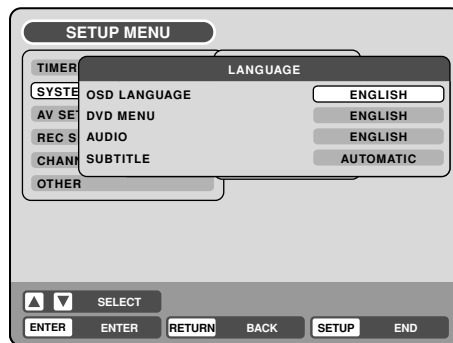 SETUP MENU
TIMER
LANGUAGE
SYSTE
OSD LANGUAGE ENGLISH
AV SET
DVD MENU ENGLISH
REC S
AUDIO ENGLISH
CHANN
SUBTITLE AUTOMATIC
OTHER
SELECT
ENTER ENTER RETURN BACK SETUP END